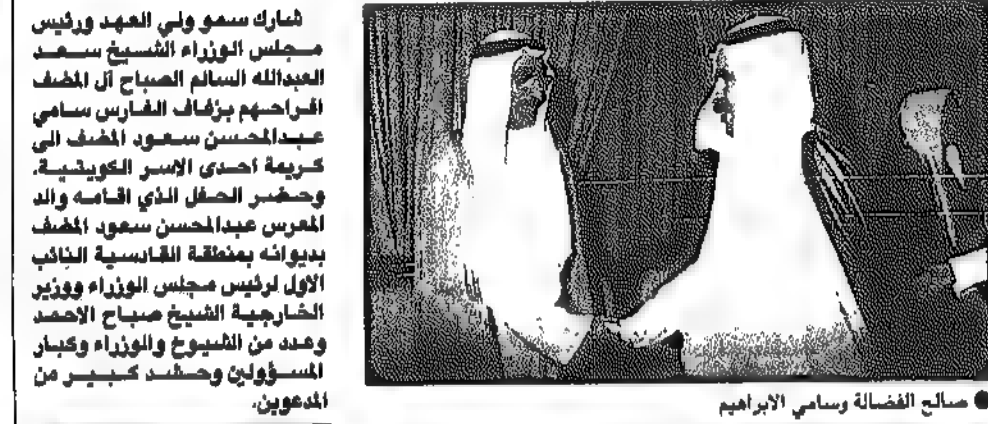 شارك سمو ولي العهد ورئيس
مجلس الوزراء الشيخ سعد
العبدالله السالم الصباح آل المضف
افراحهم بزفاف الفارس سامي
عبدالمحسن سعود المضف الى
كريمة احدى الاسر الكويتية.
وحضر الحفل الذي اقامه والد
المعرس عبدالمحسن سعود المضف
بديوانه بمنطقة القادسية النائب
الاول لرئيس مجلس الوزراء ووزير
الخارجية الشيخ صباح الاحمد
وعدد من الشيوخ والوزراء وكبار
المسؤولين وحشد كبير من
المدعوين.
● صالح الفضالة وسامي الابراهيم